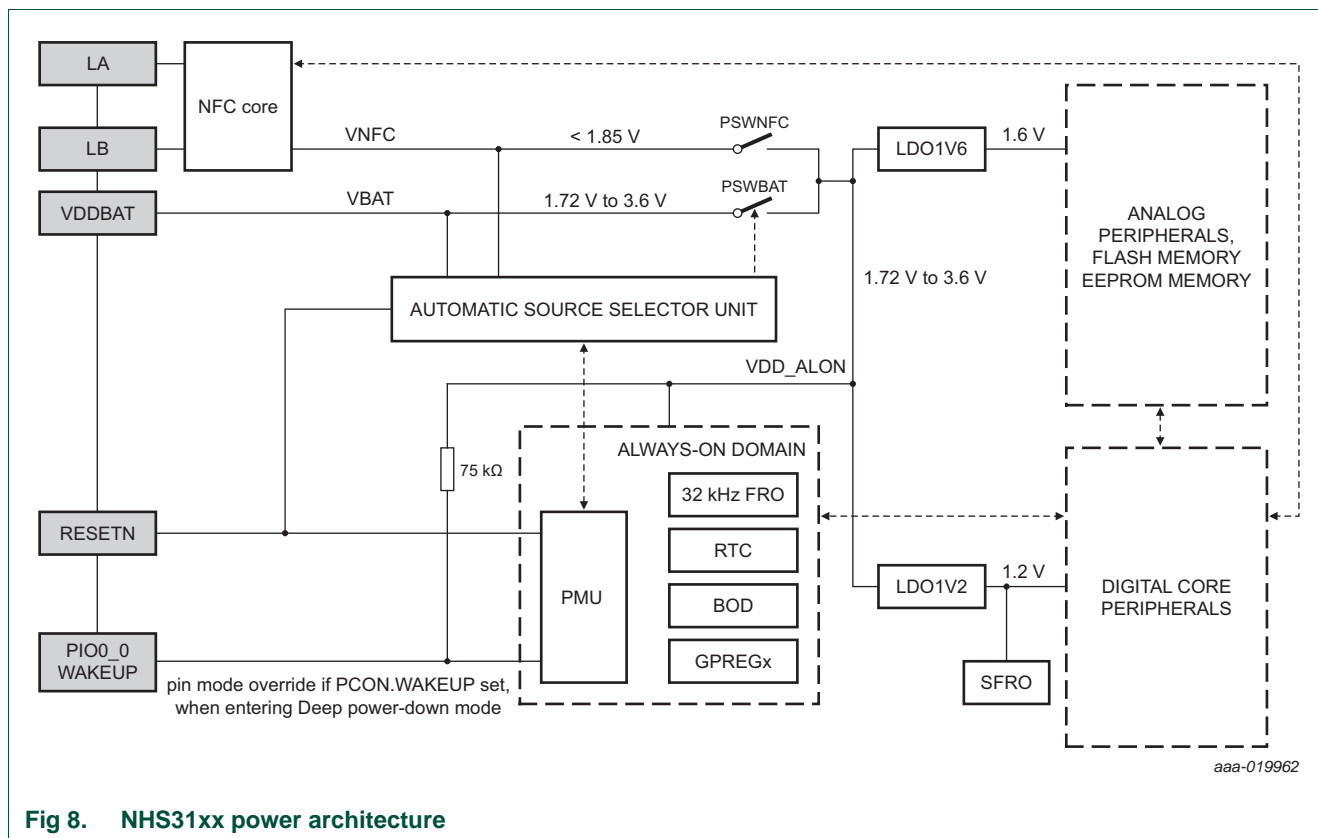 LA
LB
VDDBAT
RESETN
PIO0_0
WAKEUP
NFC core
VNFC
< 1.85 V
PSWNFC
VBAT
1.72 V to 3.6 V
PSWBAT
AUTOMATIC SOURCE SELECTOR UNIT
VDD_ALON
1.72 V to 3.6 V
LDO1V6
1.6 V
ANALOG
PERIPHERALS,
FLASH MEMORY
EEPROM MEMORY
75 kΩ
ALWAYS-ON DOMAIN
PMU
32 kHz FRO
RTC
BOD
GPREGx
LDO1V2
1.2 V
SFRO
DIGITAL CORE
PERIPHERALS
pin mode override if PCON.WAKEUP set,
when entering Deep power-down mode
aaa-019962
Fig 8. NHS31xx power architecture